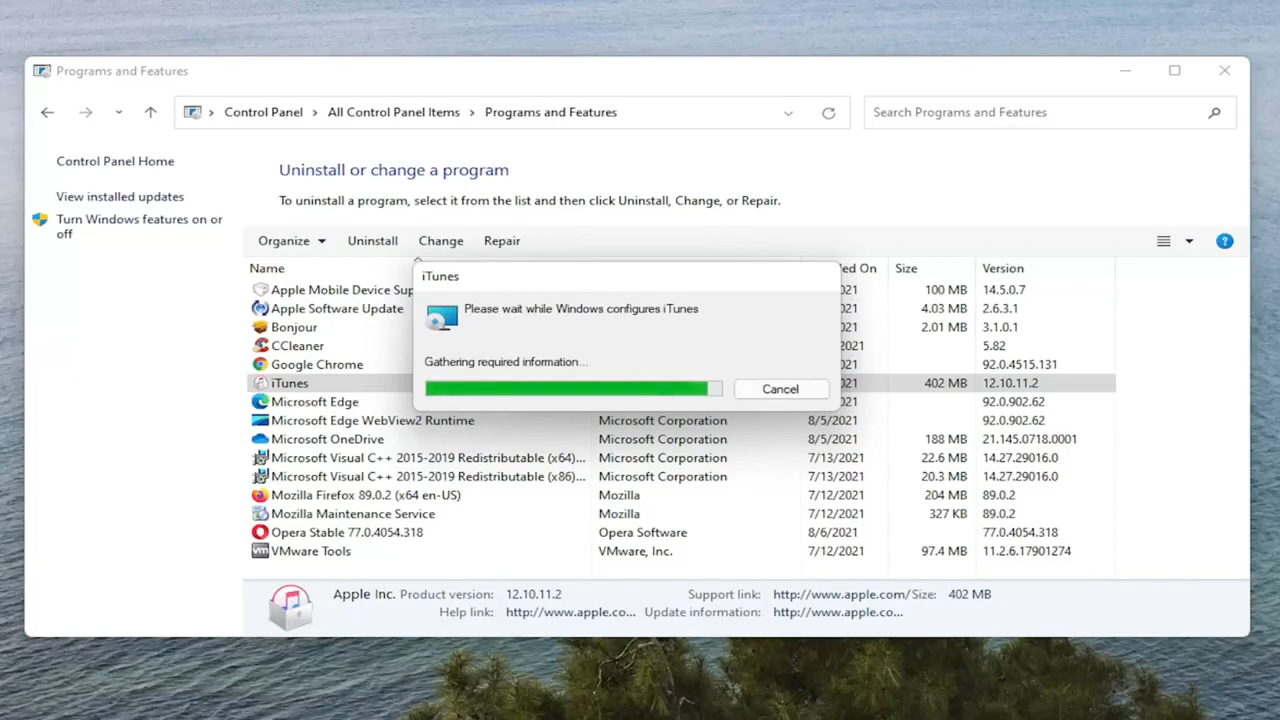 Programs and Features
Control Panel > All Control Panel Items > Programs and Features
Search Programs and Features
Control Panel Home
View installed updates
Turn Windows features on or
off
Uninstall or change a program
To uninstall a program, select it from the list and then click Uninstall, Change, or Repair.
Organize Uninstall Change Repair
Name ed On Size Version
Apple Mobile Device Sup 21 100 MB 14.5.0.7
Apple Software Update 21 4.03 MB 2.6.3.1
Bonjour 21 2.01 MB 3.1.0.1
CCleaner 2021 5.82
Google Chrome 21 92.0.4515.131
iTunes 21 402 MB 12.10.11.2
Microsoft Edge 21 92.0.902.62
Microsoft Edge WebView2 Runtime Microsoft Corporation 8/5/2021 92.0.902.62
Microsoft OneDrive Microsoft Corporation 8/5/2021 188 MB 21.145.0718.0001
Microsoft Visual C++ 2015-2019 Redistributable (x64)... Microsoft Corporation 7/13/2021 22.6 MB 14.27.29016.0
Microsoft Visual C++ 2015-2019 Redistributable (x86)... Microsoft Corporation 7/13/2021 20.3 MB 14.27.29016.0
Mozilla Firefox 89.0.2 (x64 en-US) Mozilla 7/12/2021 204 MB 89.0.2
Mozilla Maintenance Service Mozilla 7/12/2021 327 KB 89.0.2
Opera Stable 77.0.4054.318 Opera Software 8/6/2021 77.0.4054.318
vm VMware Tools VMware, Inc. 7/12/2021 97.4 MB 11.2.6.17901274
iTunes
Please wait while Windows configures iTunes
Gathering required information...
Cancel
Apple Inc. Product version: 12.10.11.2 Support link: http://www.apple.com/ Size: 402 MB
Help link: http://www.apple.co... Update information: http://www.apple.co...